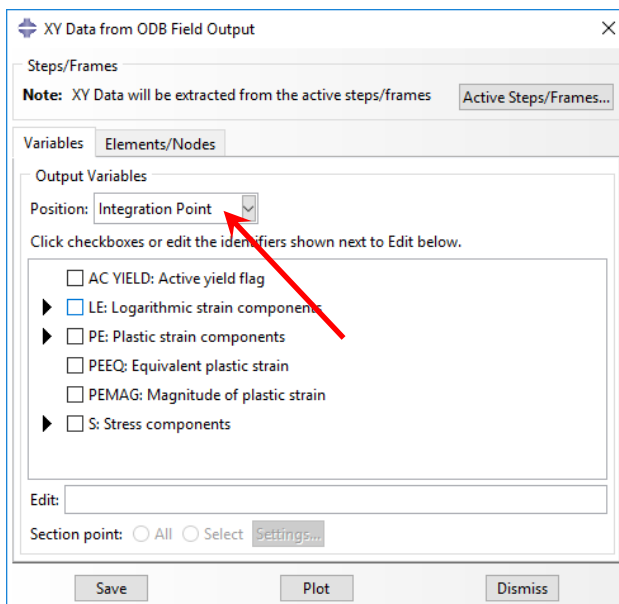 XY Data from ODB Field Output
Steps/Frames
Note: XY Data will be extracted from the active steps/frames
Active Steps/Frames...
Variables
Elements/Nodes
Output Variables
Position: Integration Point
Click checkboxes or edit the identifiers shown next to Edit below.
AC YIELD: Active yield flag
LE: Logarithmic strain components
PE: Plastic strain components
PEEQ: Equivalent plastic strain
PEMAG: Magnitude of plastic strain
S: Stress components
Edit:
Section point: All Select Settings...
Save Plot Dismiss